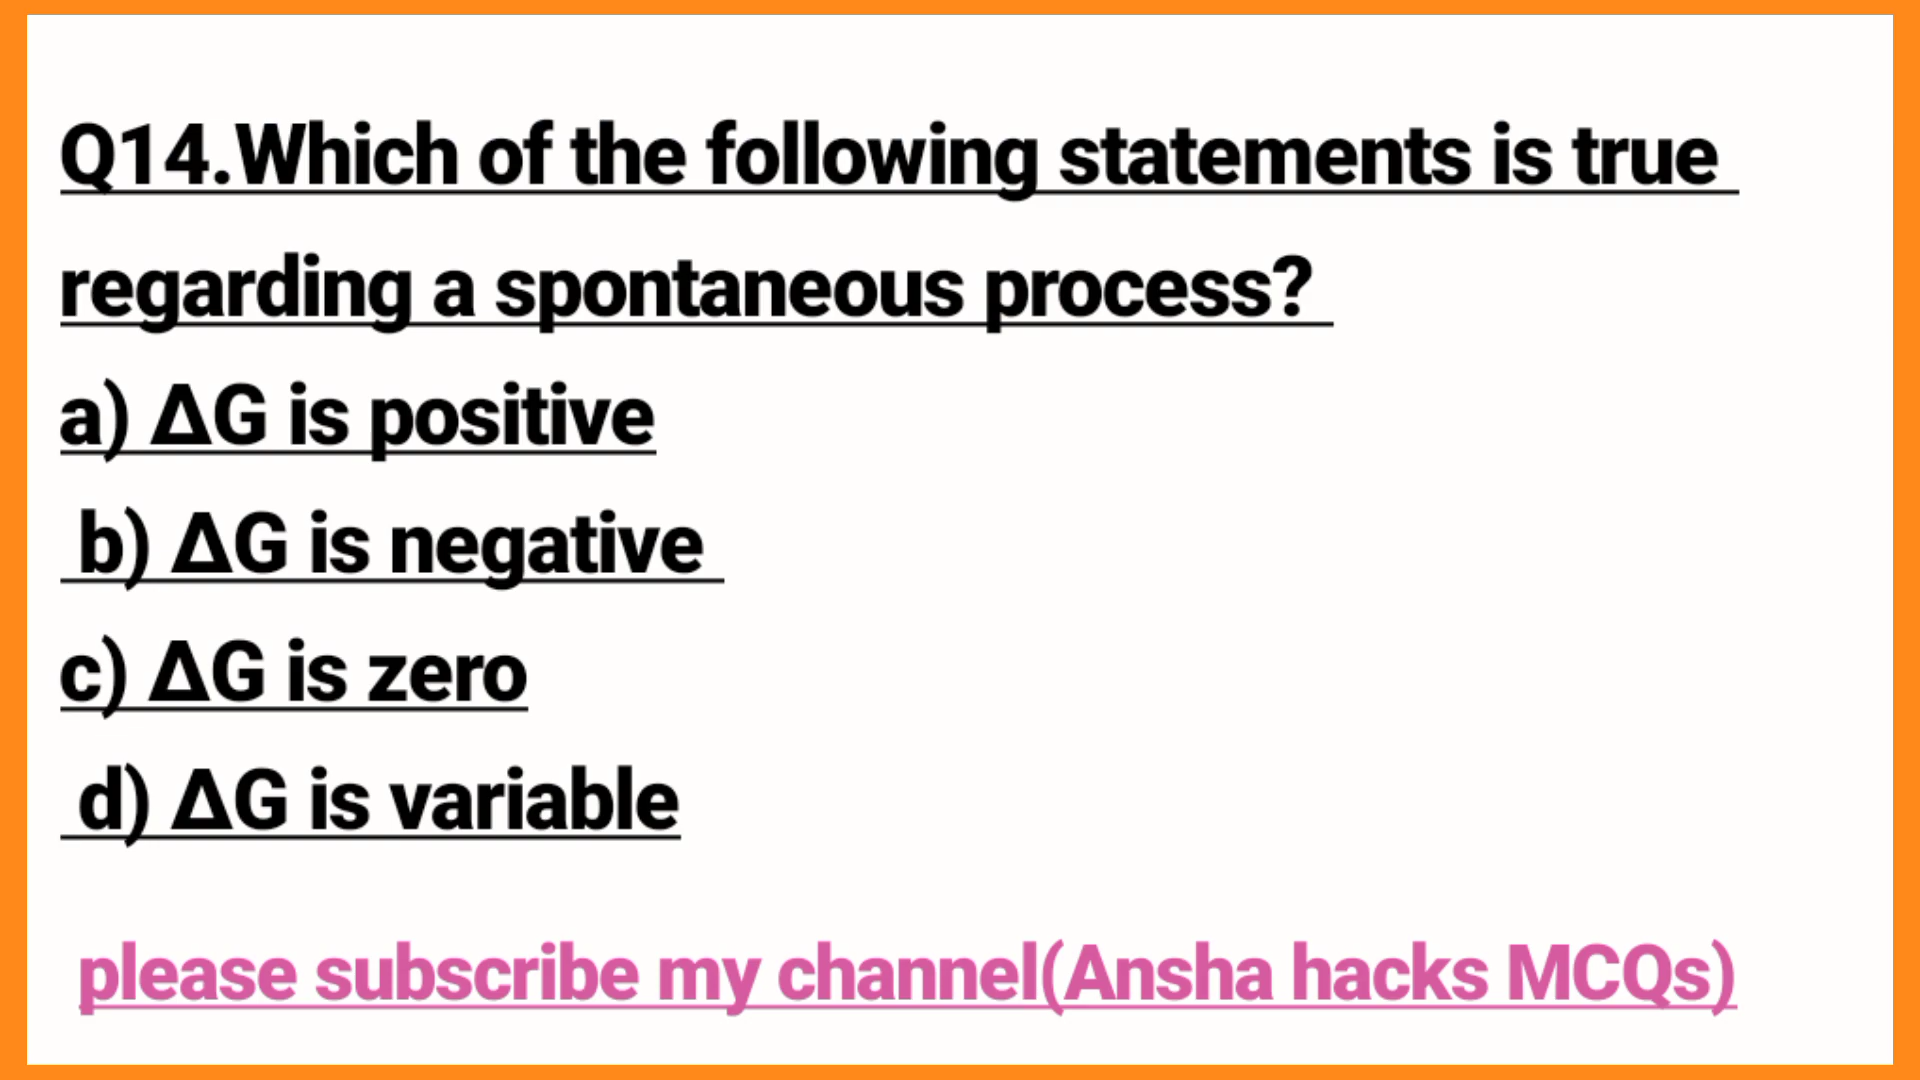 Q14.Which of the following statements is true
regarding a spontaneous process?
a) ΔG is positive
b) ΔG is negative
c) ΔG is zero
d) ΔG is variable
please subscribe my channel(Ansha hacks MCQs)